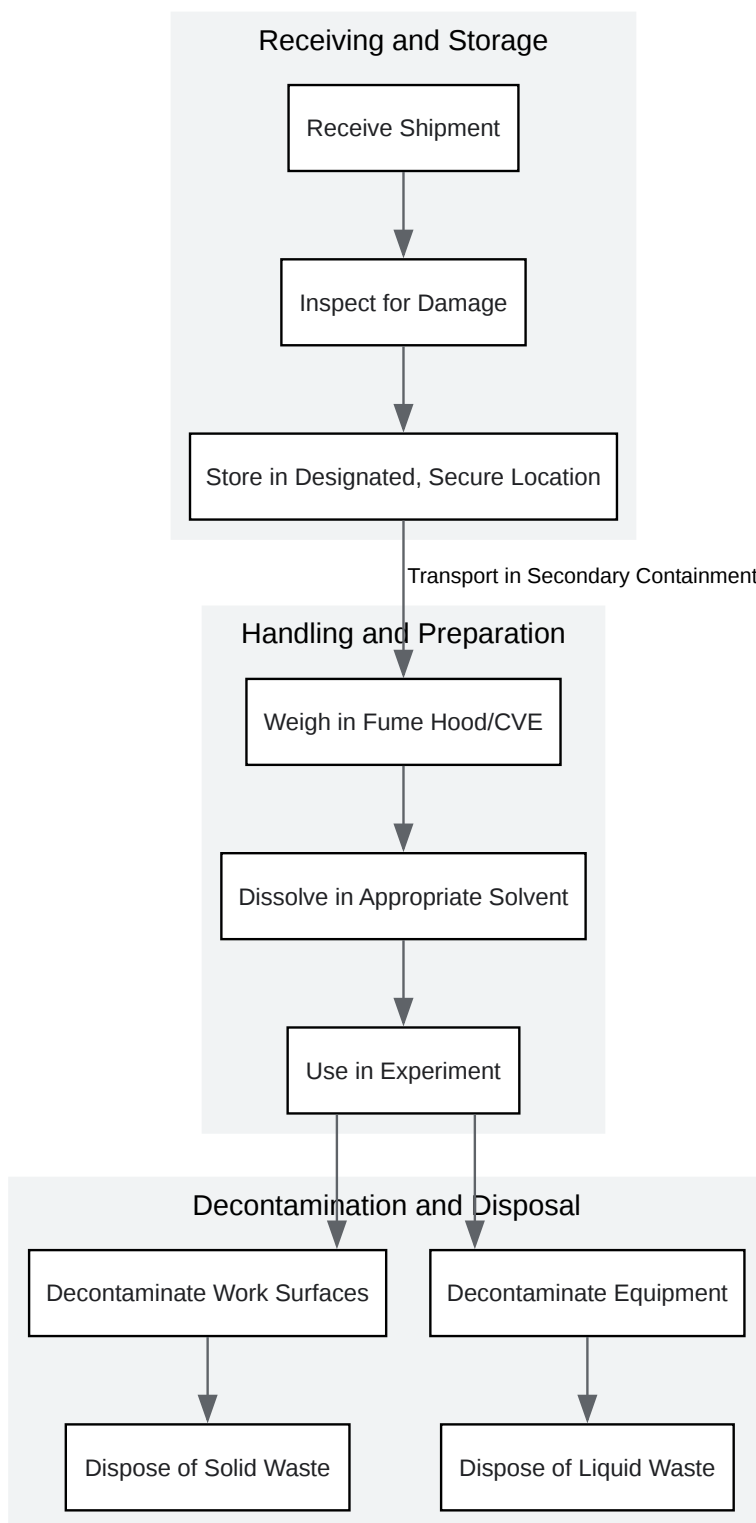 Receiving and Storage
Receive Shipment
Inspect for Damage
Store in Designated, Secure Location
Transport in Secondary Containment
Handling and Preparation
Weigh in Fume Hood/CVE
Dissolve in Appropriate Solvent
Use in Experiment
Decontamination and Disposal
Decontaminate Work Surfaces
Decontaminate Equipment
Dispose of Solid Waste
Dispose of Liquid Waste